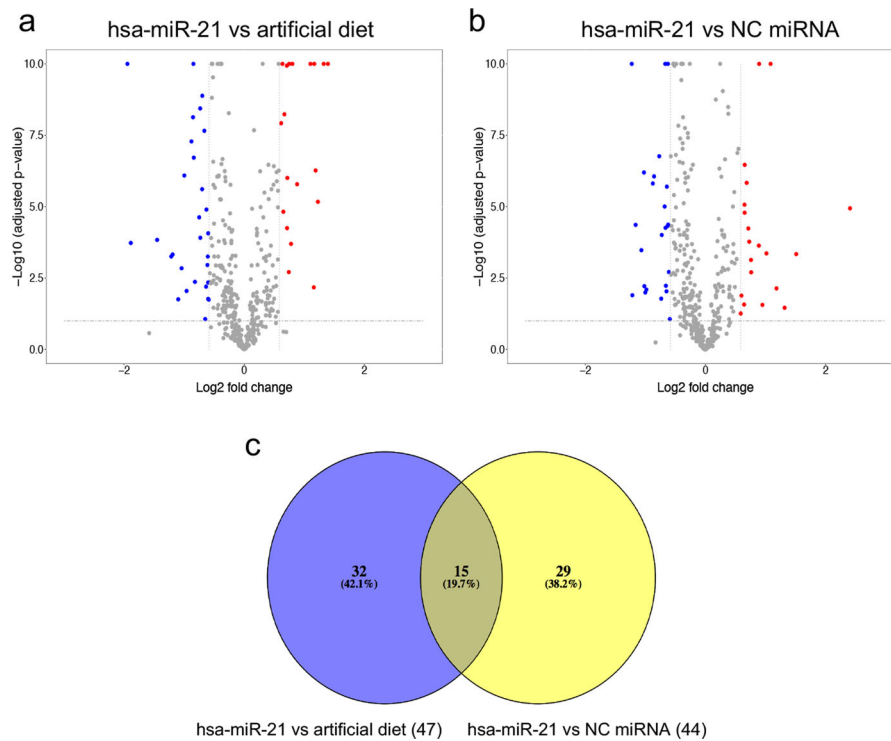 a
hsa-miR-21 vs artificial diet
10.0
7.5
5.0
2.5
0.0
−Log10 (adjusted p-value)
−2
0
2
Log2 fold change
b
hsa-miR-21 vs NC miRNA
10.0
7.5
5.0
2.5
0.0
−Log10 (adjusted p-value)
−2
0
2
Log2 fold change
c
32
(42.1%)
15
(19.7%)
29
(38.2%)
hsa-miR-21 vs artificial diet (47)
hsa-miR-21 vs NC miRNA (44)